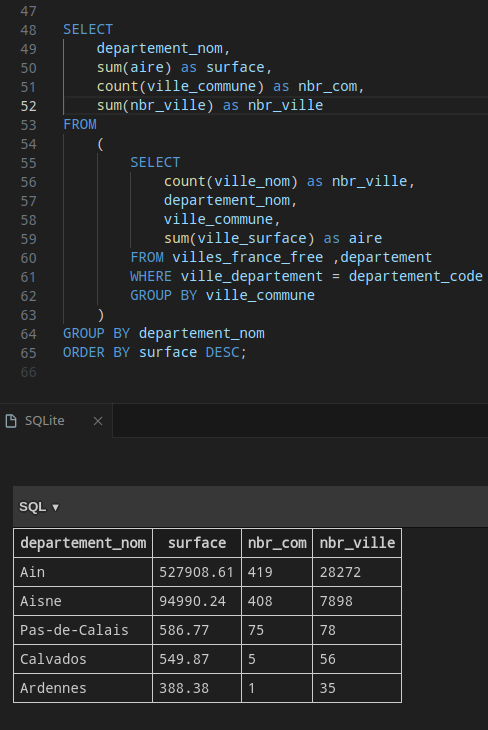 47
48 SELECT
49 departement_nom,
50 sum(aire) as surface,
51 count(ville_commune) as nbr_com,
52 sum(nbr_ville) as nbr_ville
53 FROM
54 (
55 SELECT
56 count(ville_nom) as nbr_ville,
57 departement_nom,
58 ville_commune,
59 sum(ville_surface) as aire
60 FROM villes_france_free ,departement
61 WHERE ville_departement = departement_code
62 GROUP BY ville_commune
63 )
64 GROUP BY departement_nom
65 ORDER BY surface DESC;
66
SQLite
SQL ▼
departement_nom surface nbr_com nbr_ville
Ain 527908.61 419 28272
Aisne 94990.24 408 7898
Pas-de-Calais 586.77 75 78
Calvados 549.87 5 56
Ardennes 388.38 1 35